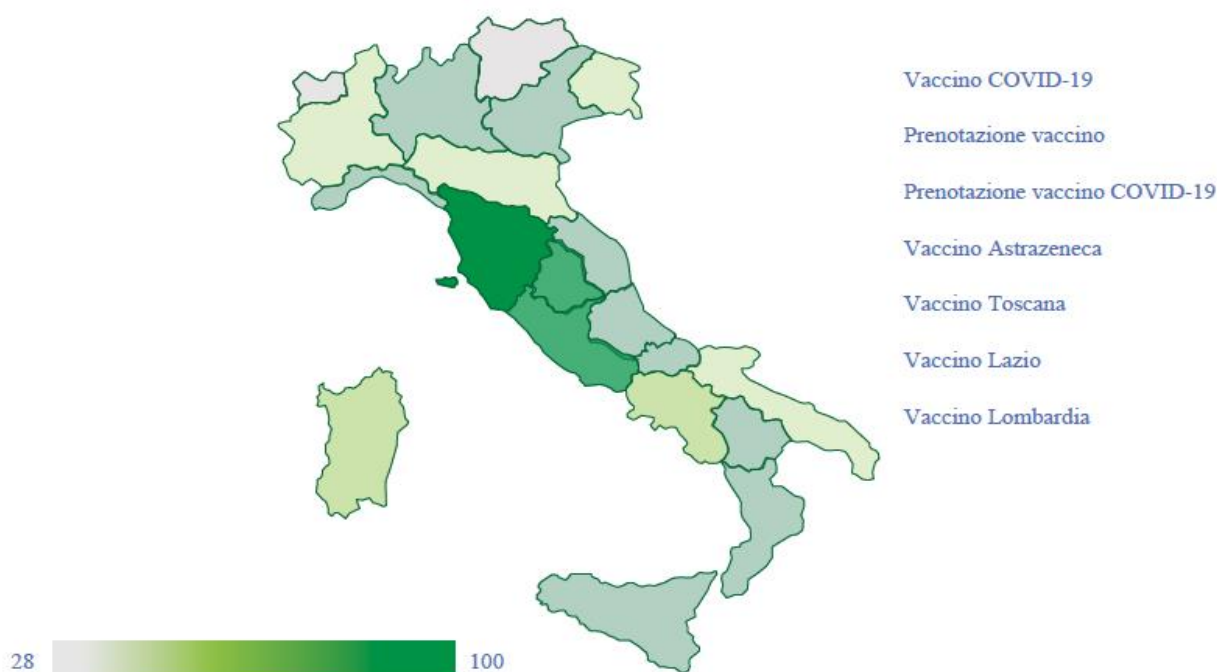 Vaccino COVID-19
Prenotazione vaccino
Prenotazione vaccino COVID-19
Vaccino Astrazeneca
Vaccino Toscana
Vaccino Lazio
Vaccino Lombardia
28 100